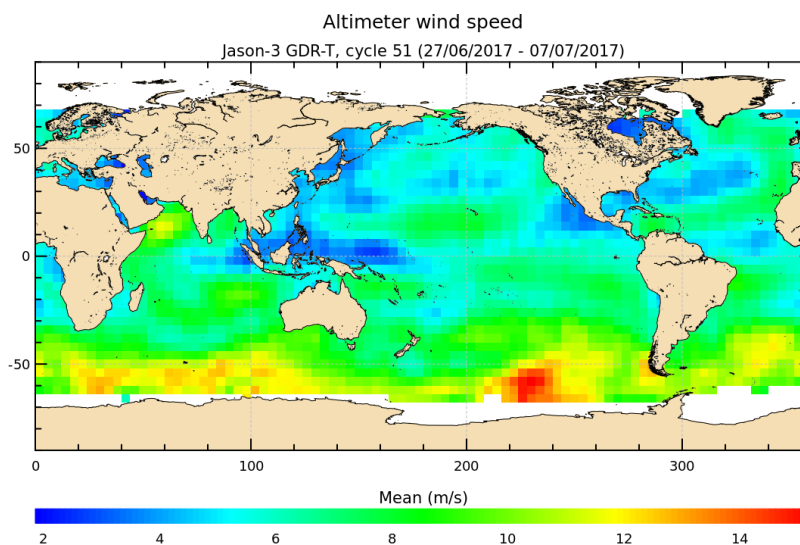 Altimeter wind speed
Jason-3 GDR-T, cycle 51 (27/06/2017 - 07/07/2017)
50
0
-50
0 100 200 300
Mean (m/s)
2 4 6 8 10 12 14